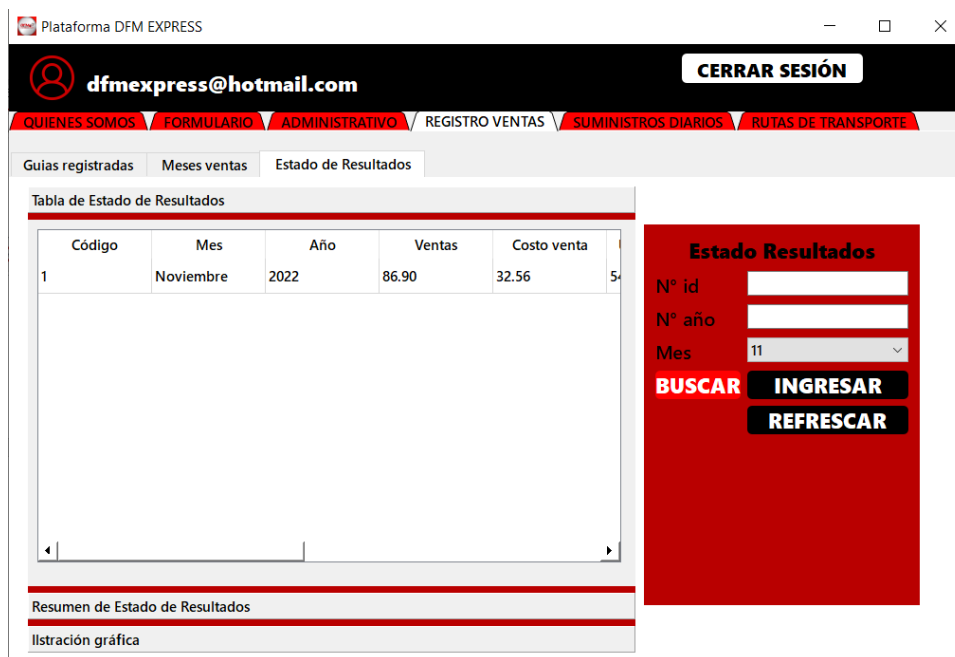 Plataforma DFM EXPRESS
dfmexpress@hotmail.com
CERRAR SESIÓN
QUIENES SOMOS FORMULARIO ADMINISTRATIVO REGISTRO VENTAS SUMINISTROS DIARIOS RUTAS DE TRANSPORTE
Guias registradas Meses ventas Estado de Resultados
Tabla de Estado de Resultados
Código Mes Año Ventas Costo venta
1 Noviembre 2022 86.90 32.56
Resumen de Estado de Resultados
Ilstración gráfica
Estado Resultados
N° id
N° año
Mes 11
BUSCAR INGRESAR
REFRESCAR